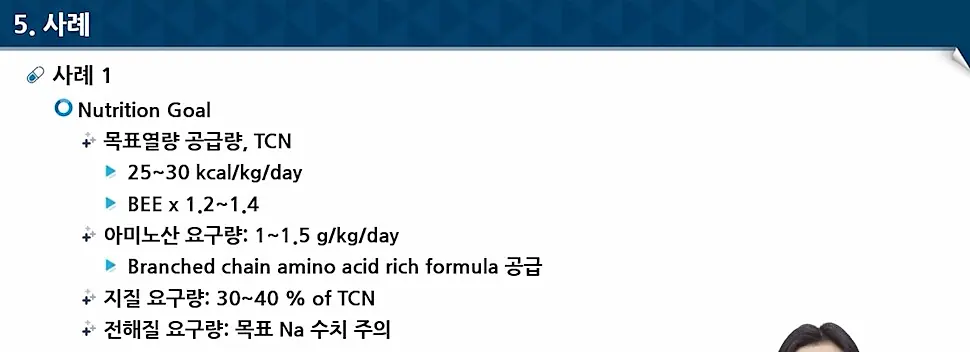 5. 사례
사례 1
Nutrition Goal
목표열량 공급량, TCN
25~30 kcal/kg/day
BEE x 1.2~1.4
아미노산 요구량: 1~1.5 g/kg/day
Branched chain amino acid rich formula 공급
지질 요구량: 30~40 % of TCN
전해질 요구량: 목표 Na 수치 주의